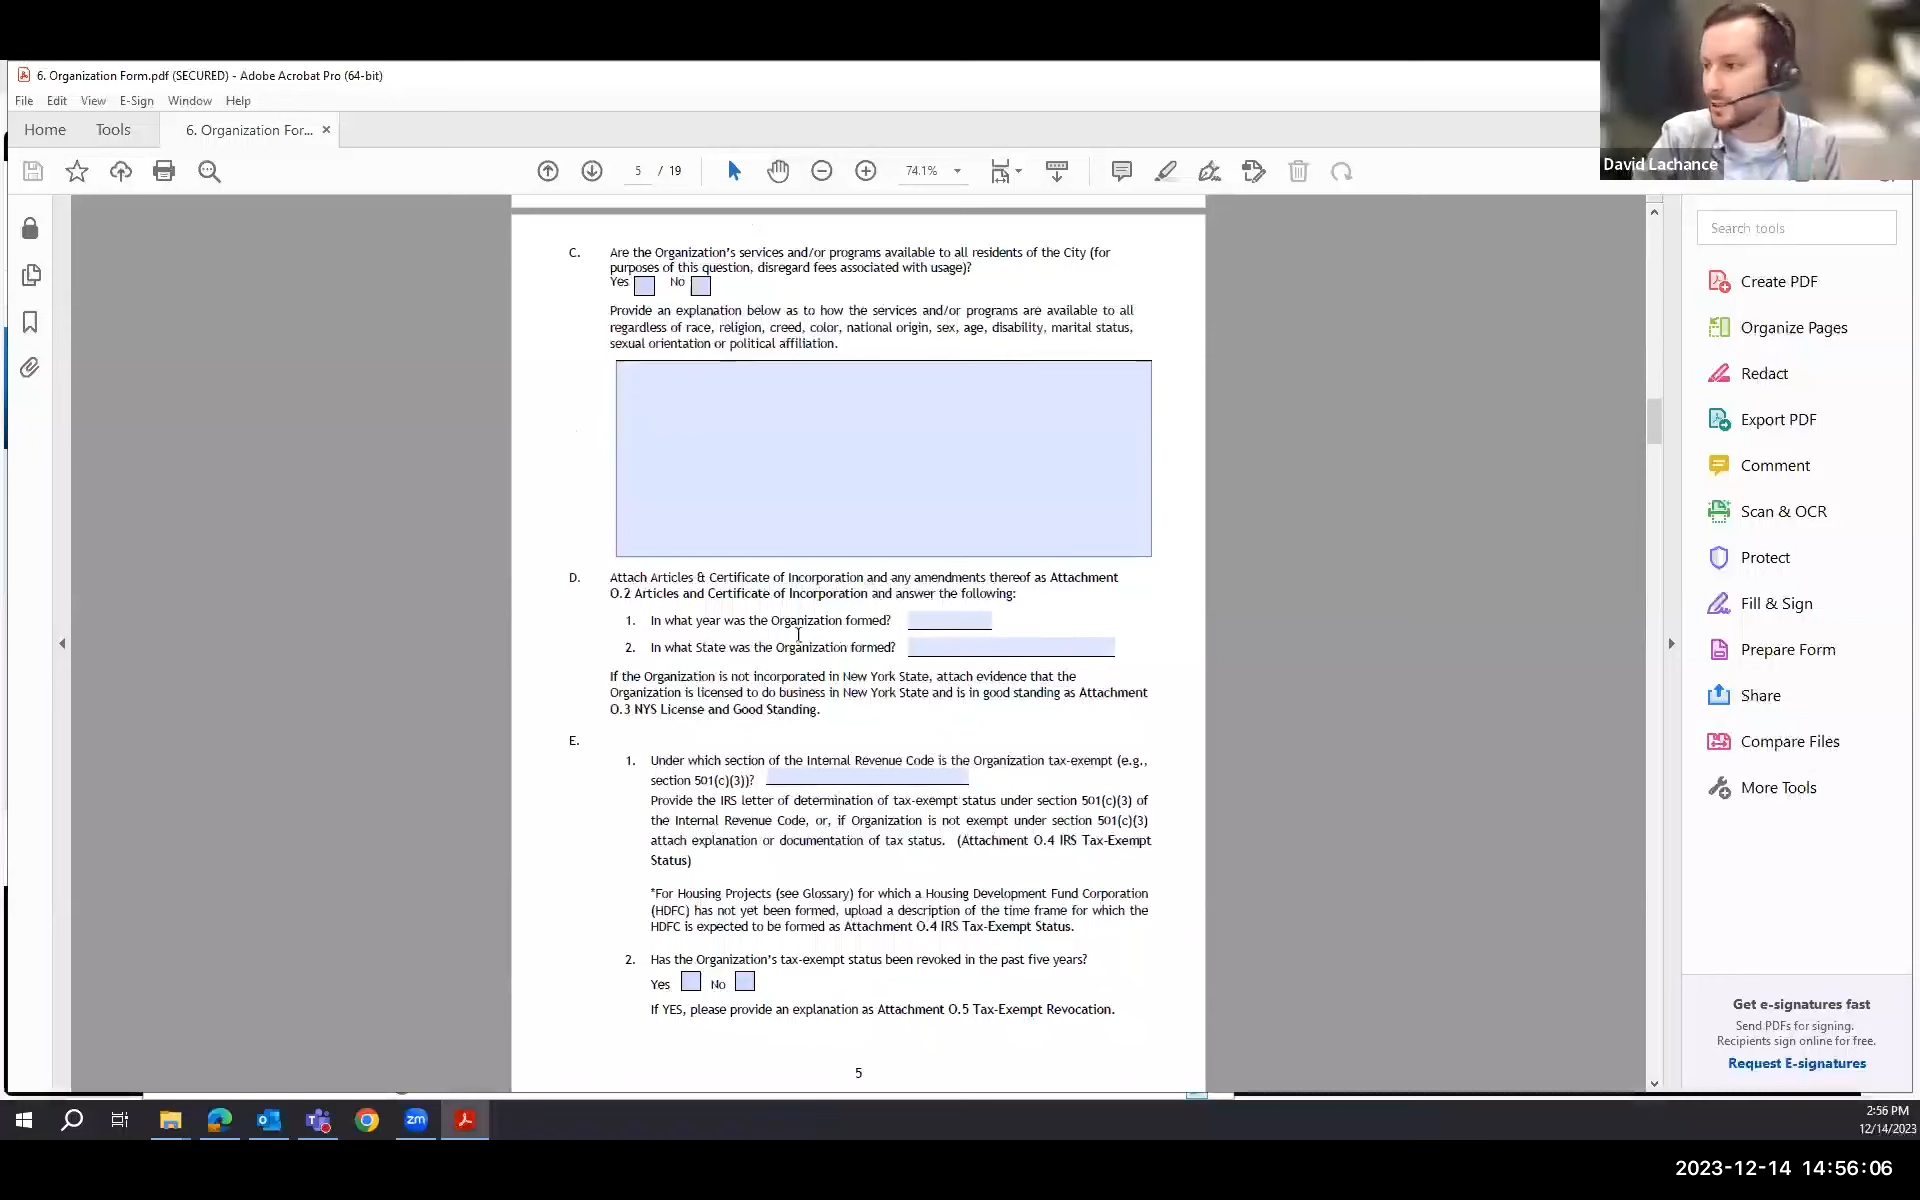 6. Organization Form.pdf (SECURED) - Adobe Acrobat Pro (64-bit)
File Edit View E-Sign Window Help
Home Tools 6. Organization For... ×
5 / 19 74.1%
David Lachance
C. Are the Organization's services and/or programs available to all residents of the City (for
purposes of this question, disregard fees associated with usage)?
Yes No
Provide an explanation below as to how the services and/or programs are available to all
regardless of race, religion, creed, color, national origin, sex, age, disability, marital status,
sexual orientation or political affiliation.
D. Attach Articles & Certificate of Incorporation and any amendments thereof as Attachment
O.2 Articles and Certificate of Incorporation and answer the following:
1. In what year was the Organization formed?
2. In what State was the Organization formed?
If the Organization is not incorporated in New York State, attach evidence that the
Organization is licensed to do business in New York State and is in good standing as Attachment
O.3 NYS License and Good Standing.
E.
1. Under which section of the Internal Revenue Code is the Organization tax-exempt (e.g.,
section 501(c)(3))?
Provide the IRS letter of determination of tax-exempt status under section 501(c)(3) of
the Internal Revenue Code, or, if Organization is not exempt under section 501(c)(3)
attach explanation or documentation of tax status. (Attachment O.4 IRS Tax-Exempt
Status)
*For Housing Projects (see Glossary) for which a Housing Development Fund Corporation
(HDFC) has not yet been formed, upload a description of the time frame for which the
HDFC is expected to be formed as Attachment O.4 IRS Tax-Exempt Status.
2. Has the Organization's tax-exempt status been revoked in the past five years?
Yes No
If YES, please provide an explanation as Attachment O.5 Tax-Exempt Revocation.
5
Search tools
Create PDF
Organize Pages
Redact
Export PDF
Comment
Scan & OCR
Protect
Fill & Sign
Prepare Form
Share
Compare Files
More Tools
Get e-signatures fast
Send PDFs for signing.
Recipients sign online for free.
Request E-signatures
zm
2:56 PM
12/14/2023
2023-12-14 14:56:06